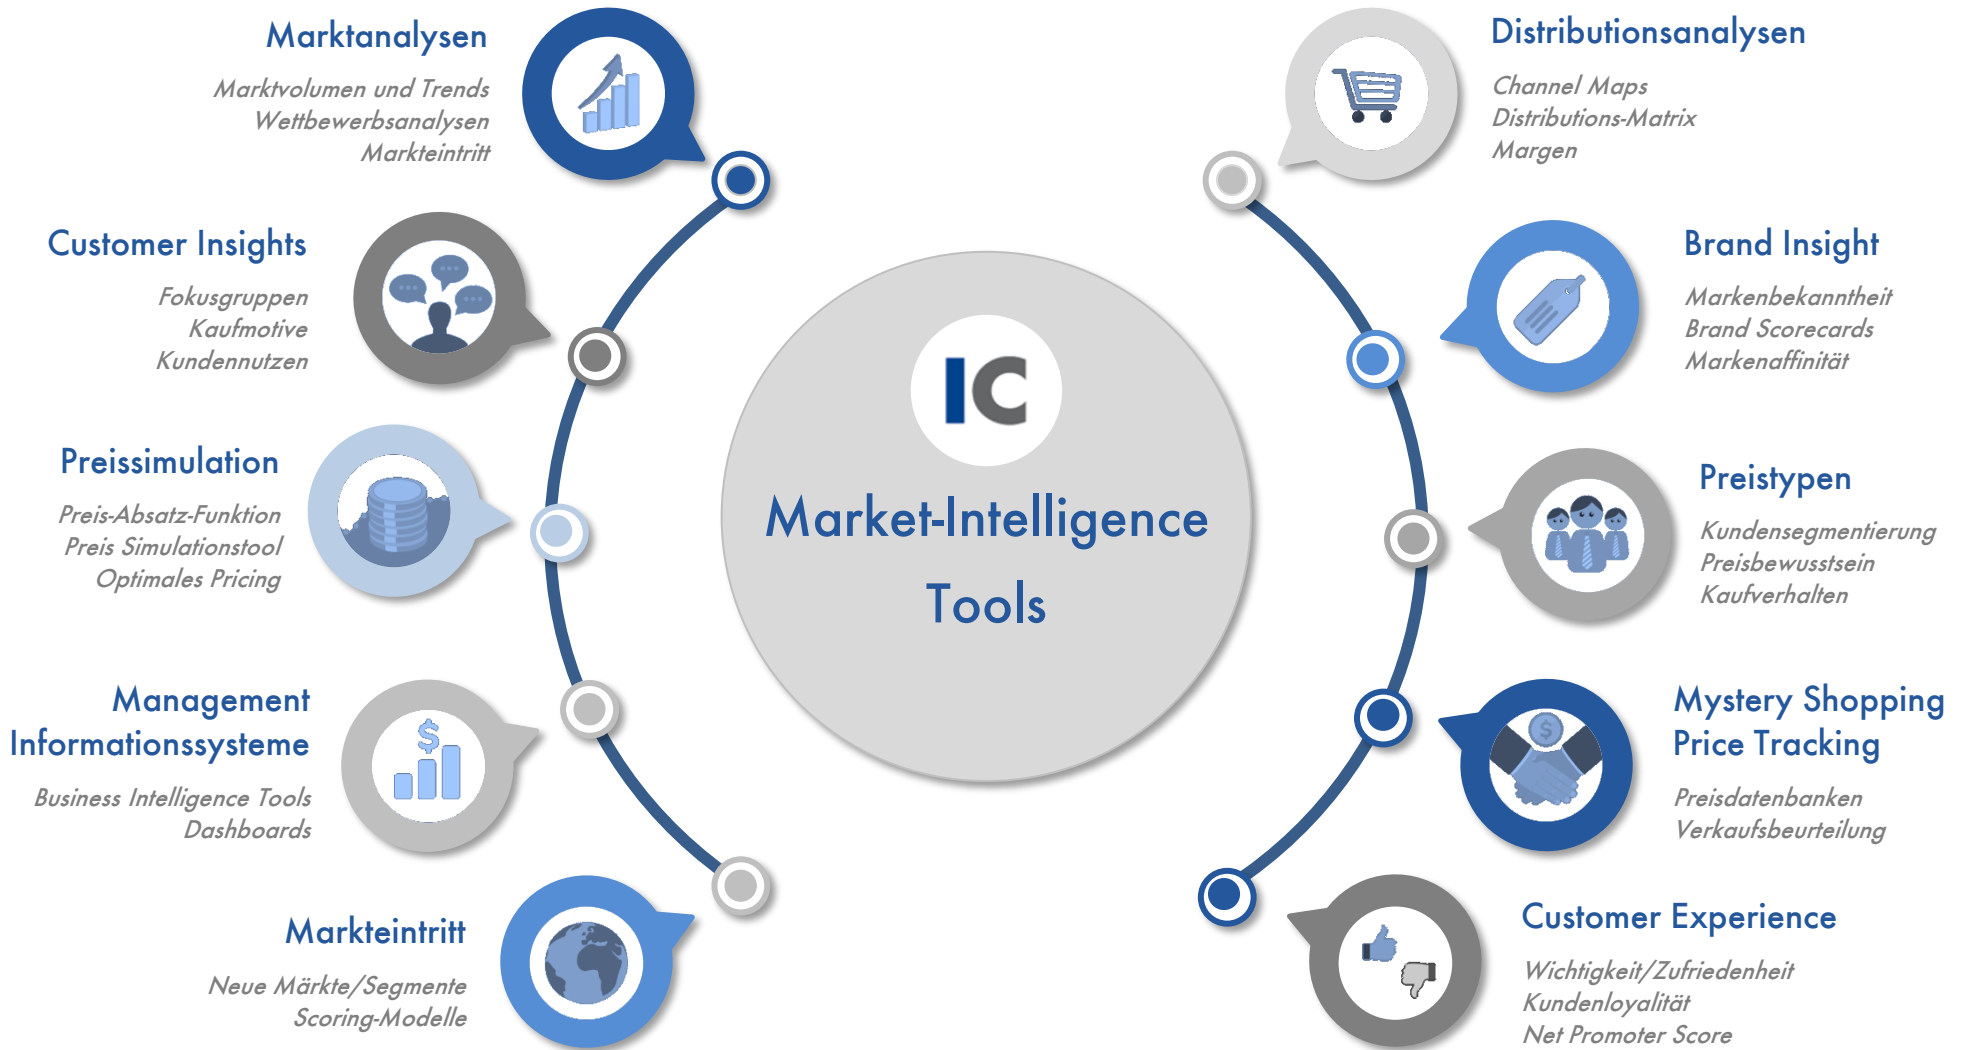 Marktanalysen
Marktvolumen und Trends
Wettbewerbsanalysen
Markteintritt
Customer Insights
Fokusgruppen
Kaufmotive
Kundennutzen
Preissimulation
Preis-Absatz-Funktion
Preis Simulationstool
Optimales Pricing
Management
Informationssysteme
Business Intelligence Tools
Dashboards
$
Markteintritt
Neue Märkte/Segmente
Scoring-Modelle
IC
Market-Intelligence
Tools
Distributionsanalysen
Channel Maps
Distributions-Matrix
Margen
Brand Insight
Markenbekanntheit
Brand Scorecards
Markenaffinität
Preistypen
Kundensegmentierung
Preisbewusstsein
Kaufverhalten
Mystery Shopping
Price Tracking
Preisdatenbanken
Verkaufsbeurteilung
$
Customer Experience
Wichtigkeit/Zufriedenheit
Kundenloyalität
Net Promoter Score